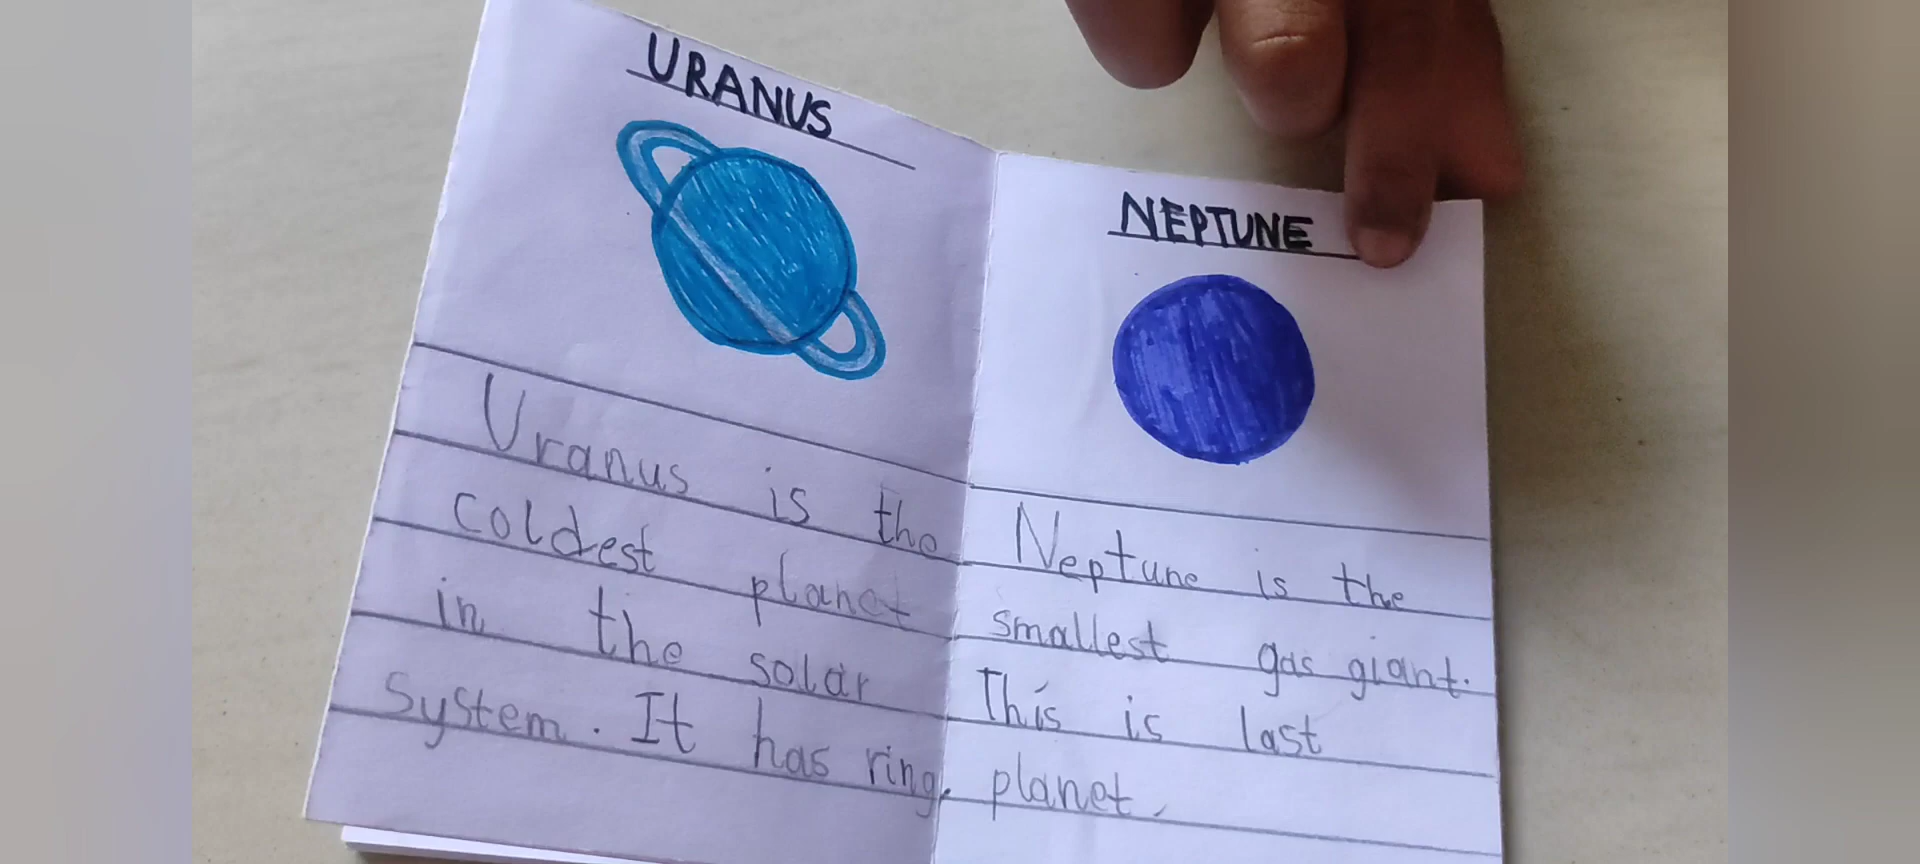 URANUS
Uranus is the
coldest planet
in the solar
system. It has ring.
NEPTUNE
Neptune is the
smallest gas giant.
This is last
planet.